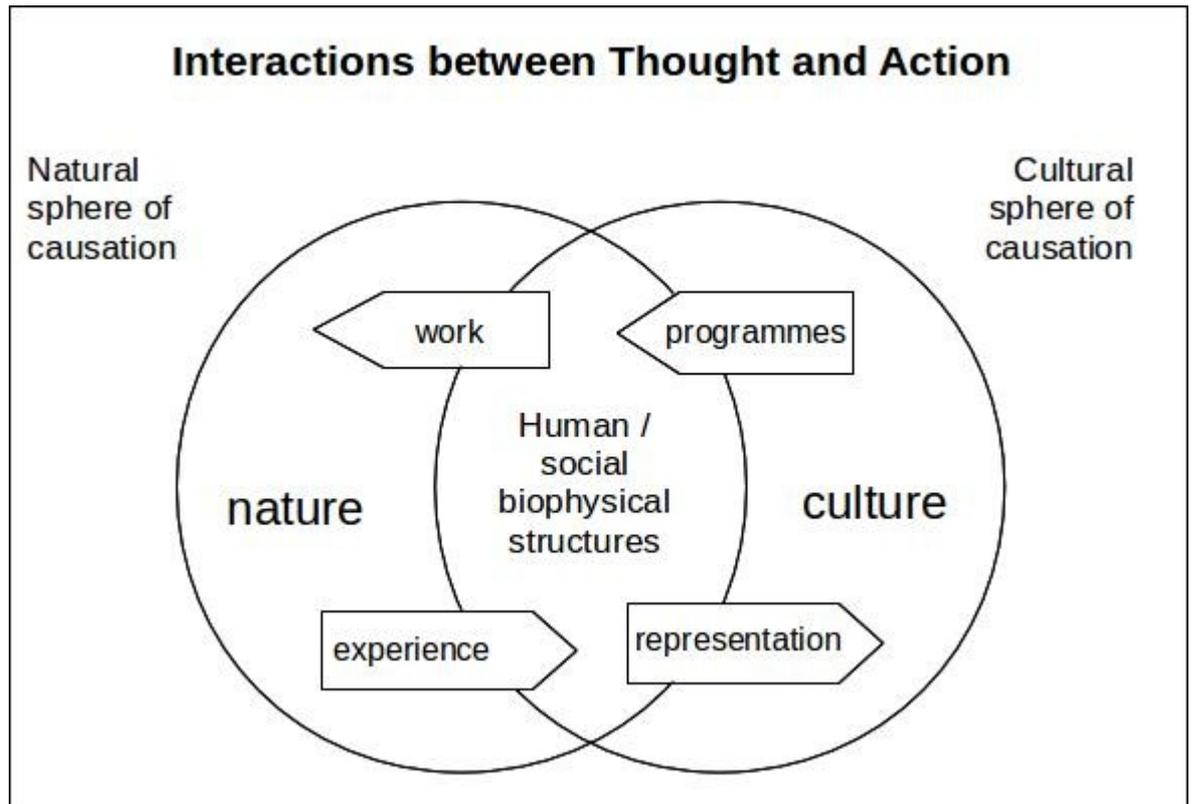 Interactions between Thought and Action
Natural
sphere of
causation
Cultural
sphere of
causation
work
programmes
Human /
social
biophysical
structures
nature
culture
experience
representation